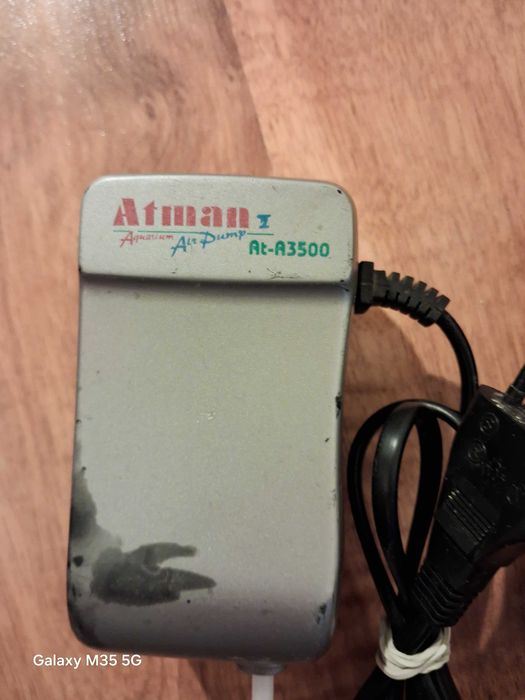 Atman I
Aquarium Air Pump
At-A3500
Galaxy M35 5G